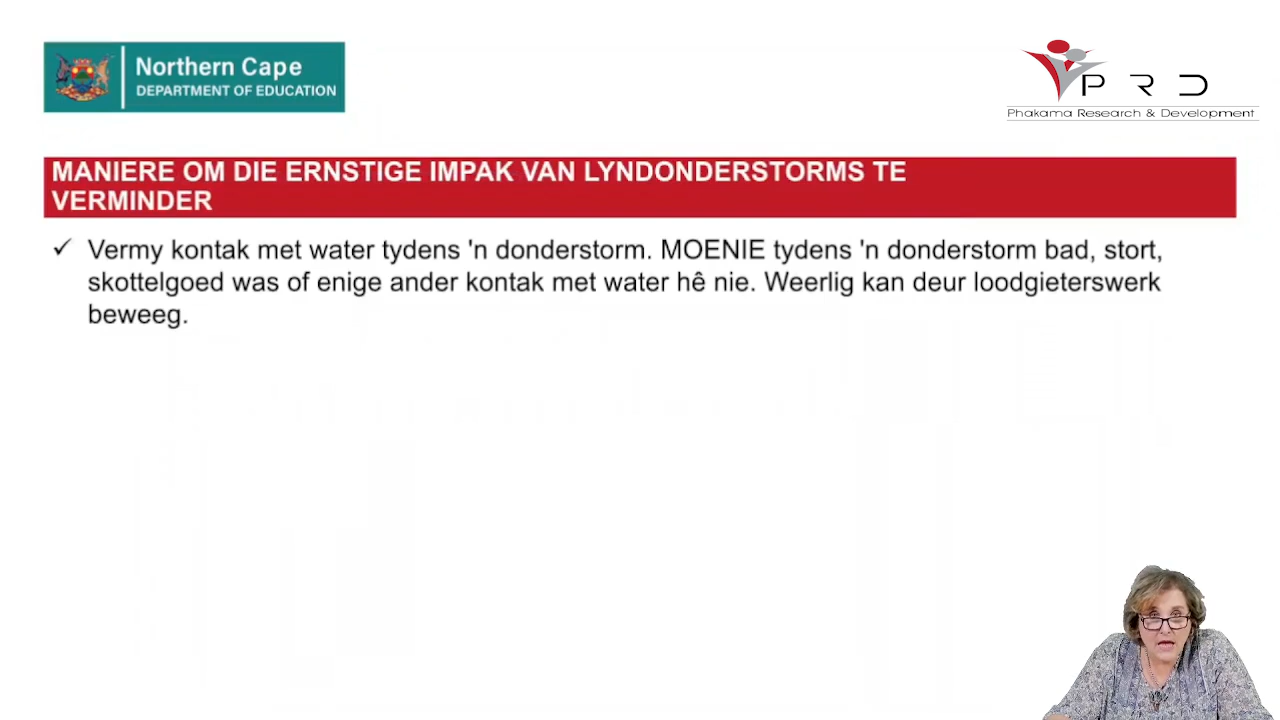 Northern Cape
DEPARTMENT OF EDUCATION
P R D
Phakama Research & Development
MANIERE OM DIE ERNSTIGE IMPAK VAN LYNDONDERSTORMS TE
VERMINDER
✓ Vermy kontak met water tydens 'n donderstorm. MOENIE tydens 'n donderstorm bad, stort,
skottelgoed was of enige ander kontak met water hê nie. Weerlig kan deur loodgieterswerk
beweeg.